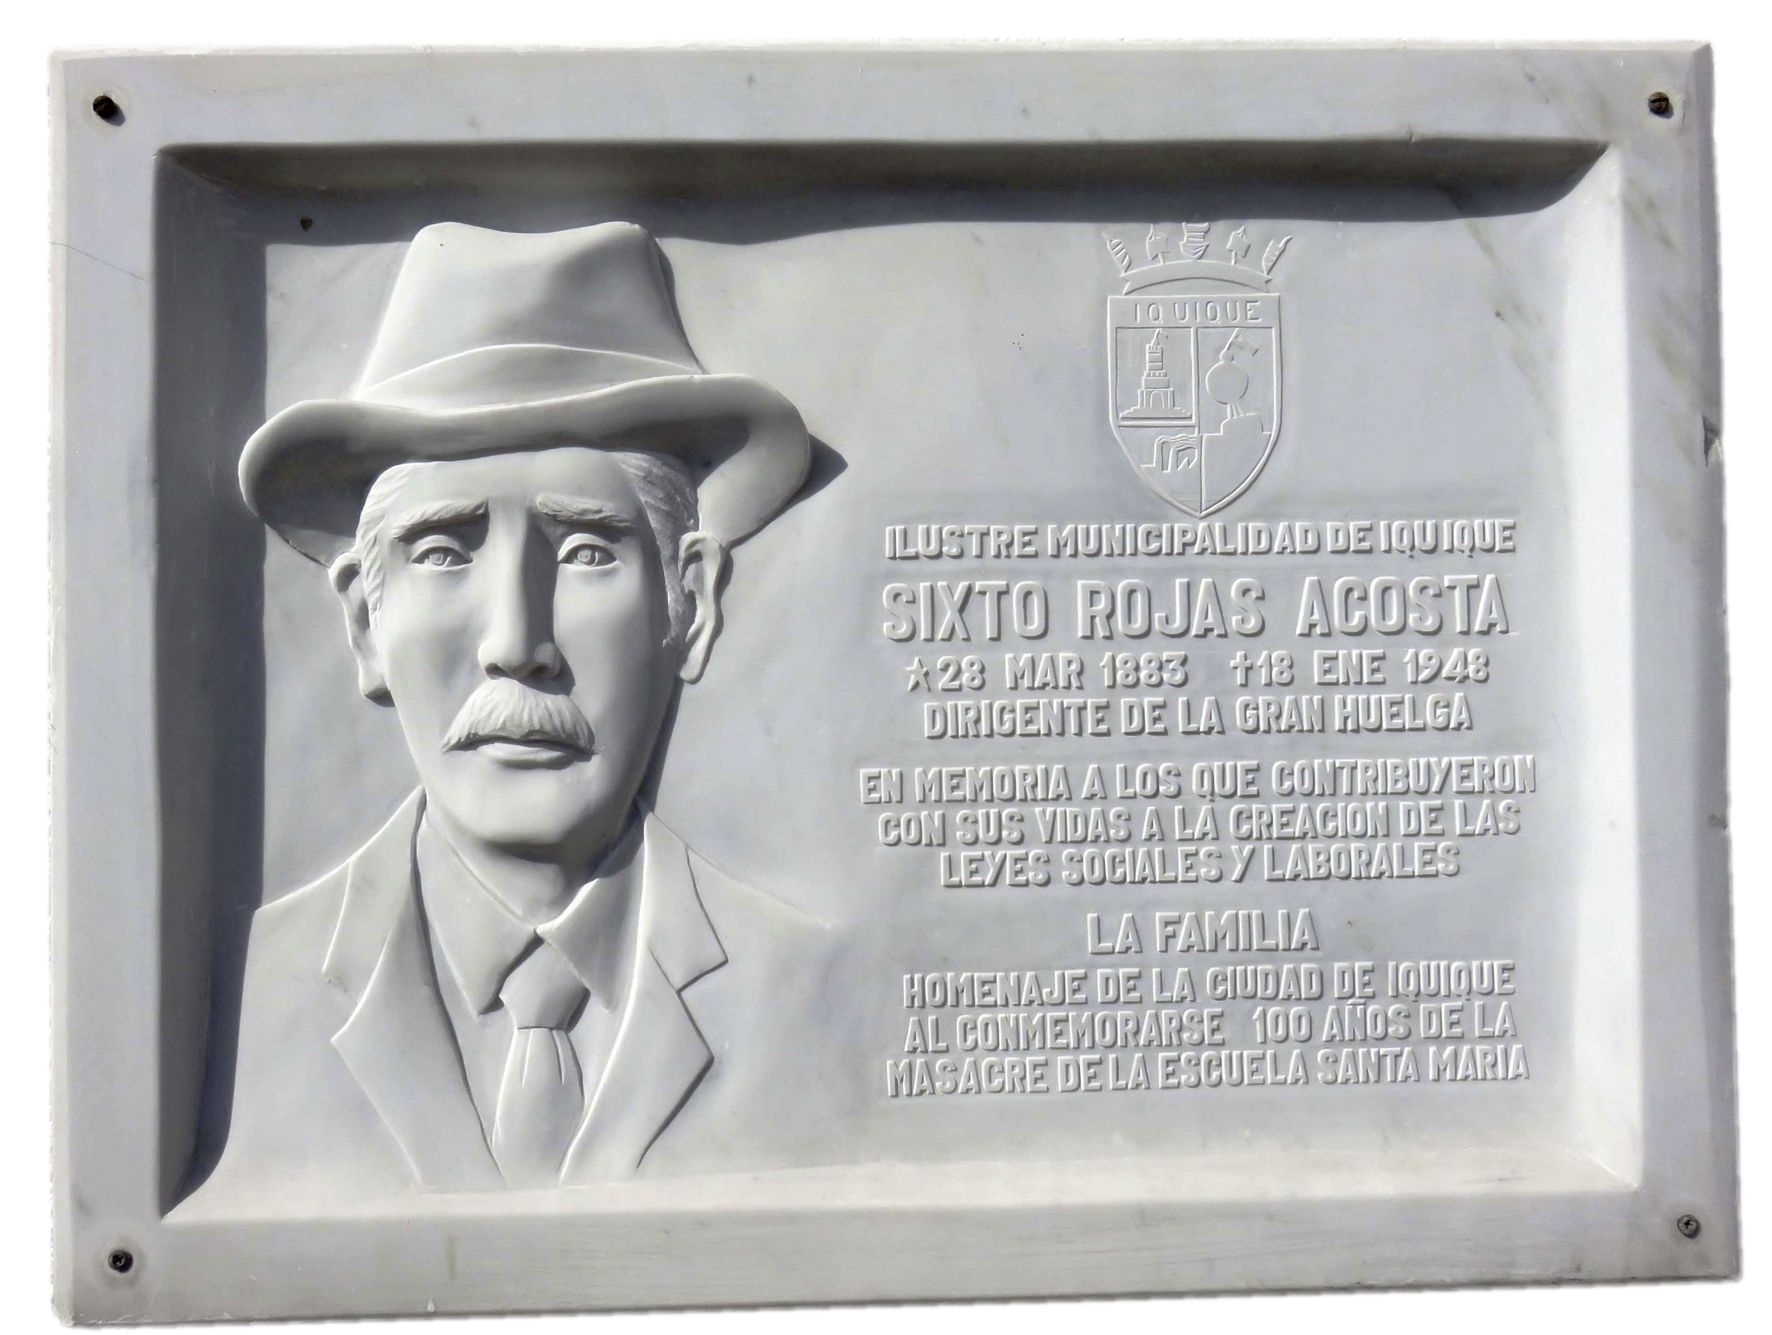 IQUIQUE
ILUSTRE MUNICIPALIDAD DE IQUIQUE
SIXTO ROJAS ACOSTA
☆28 MAR 1883 ✝18 ENE 1948
DIRIGENTE DE LA GRAN HUELGA
EN MEMORIA A LOS QUE CONTRIBUYERON
CON SUS VIDAS A LA CREACION DE LAS
LEYES SOCIALES Y LABORALES
LA FAMILIA
HOMENAJE DE LA CIUDAD DE IQUIQUE
AL CONMEMORARSE 100 AÑOS DE LA
MASACRE DE LA ESCUELA SANTA MARIA